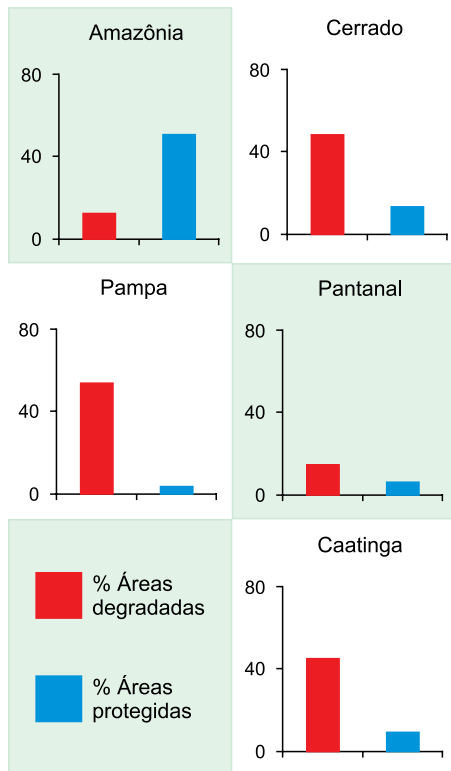 Amazônia
80
40
0
Cerrado
80
40
0
Pampa
80
40
0
Pantanal
80
40
0
% Áreas
degradadas
% Áreas
protegidas
Caatinga
80
40
0